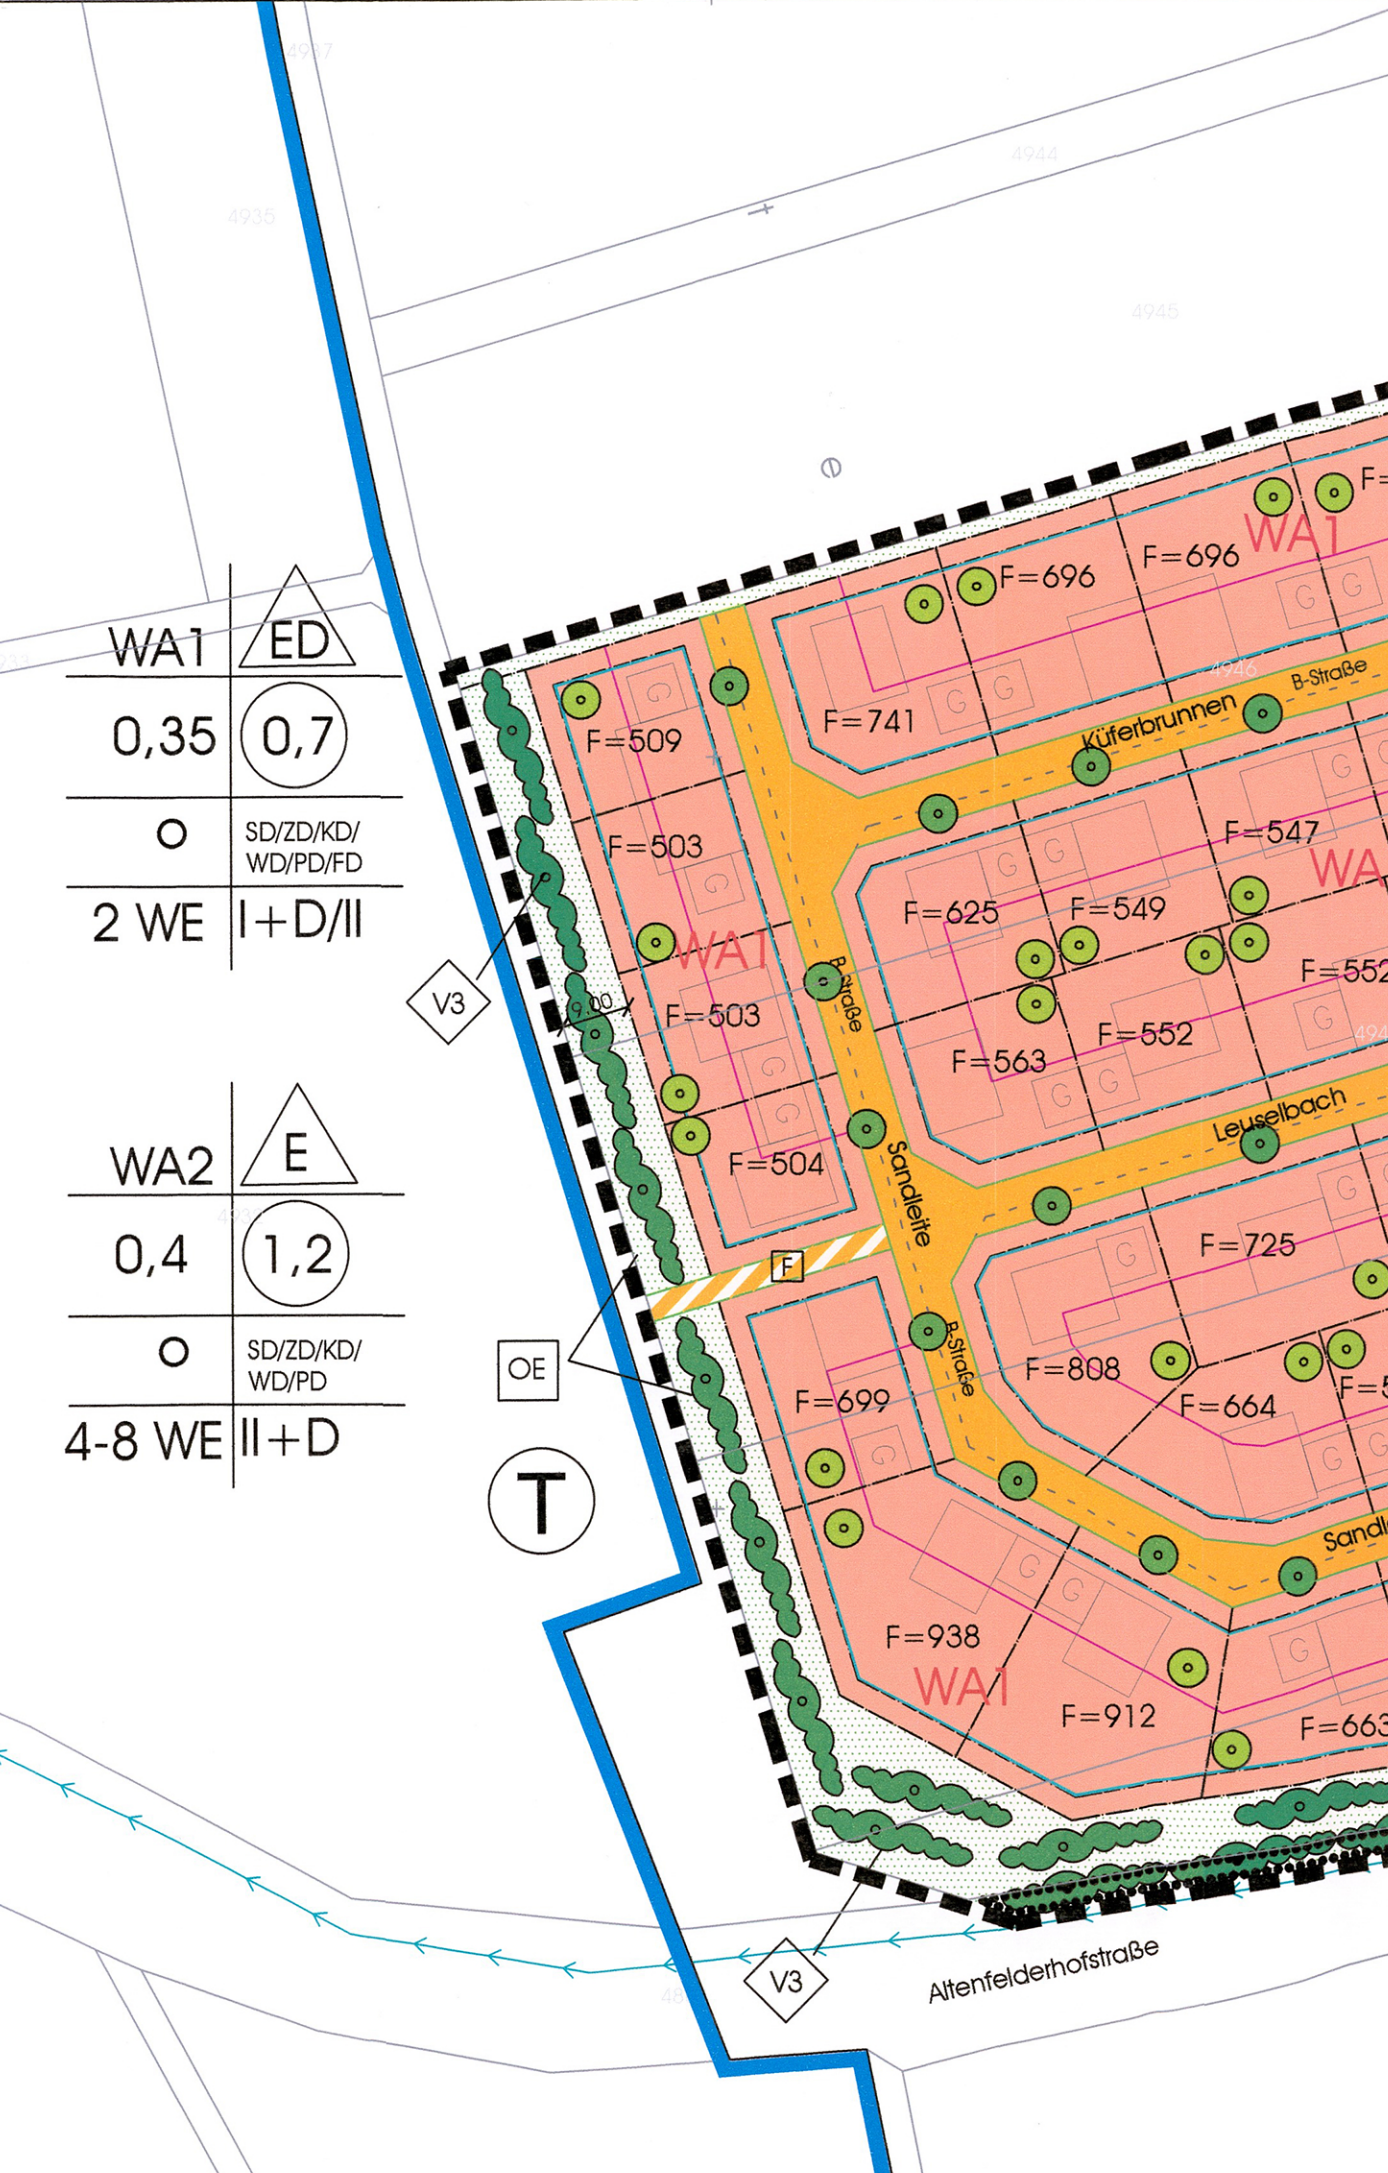 4937
4944
4935
4945
WA1
ED
0,35
0,7
O
SD/ZD/KD/
WD/PD/FD
2 WE
I+D/II
V3
WA2
E
0,4
1,2
O
SD/ZD/KD/
WD/PD
4-8 WE
II+D
OE
T
F=
WA1
F=696
F=696
G
G
F=741
G
G
4946
B-Straße
Küferbrunnen
G
F=509
F=503
G
WA1
9.00
F=503
G
G
F=504
B-Straße
Sandleite
F
G
F=547
WA
G
G
F=625
F=549
F=552
F=563
F=552
G
G
G
Leuselbach
G
F=725
G
F=808
F=664
G
G
B-Straße
F=699
G
G
G
F=938
WA1
F=912
G
F=663
V3
Altenfelderhofstraße